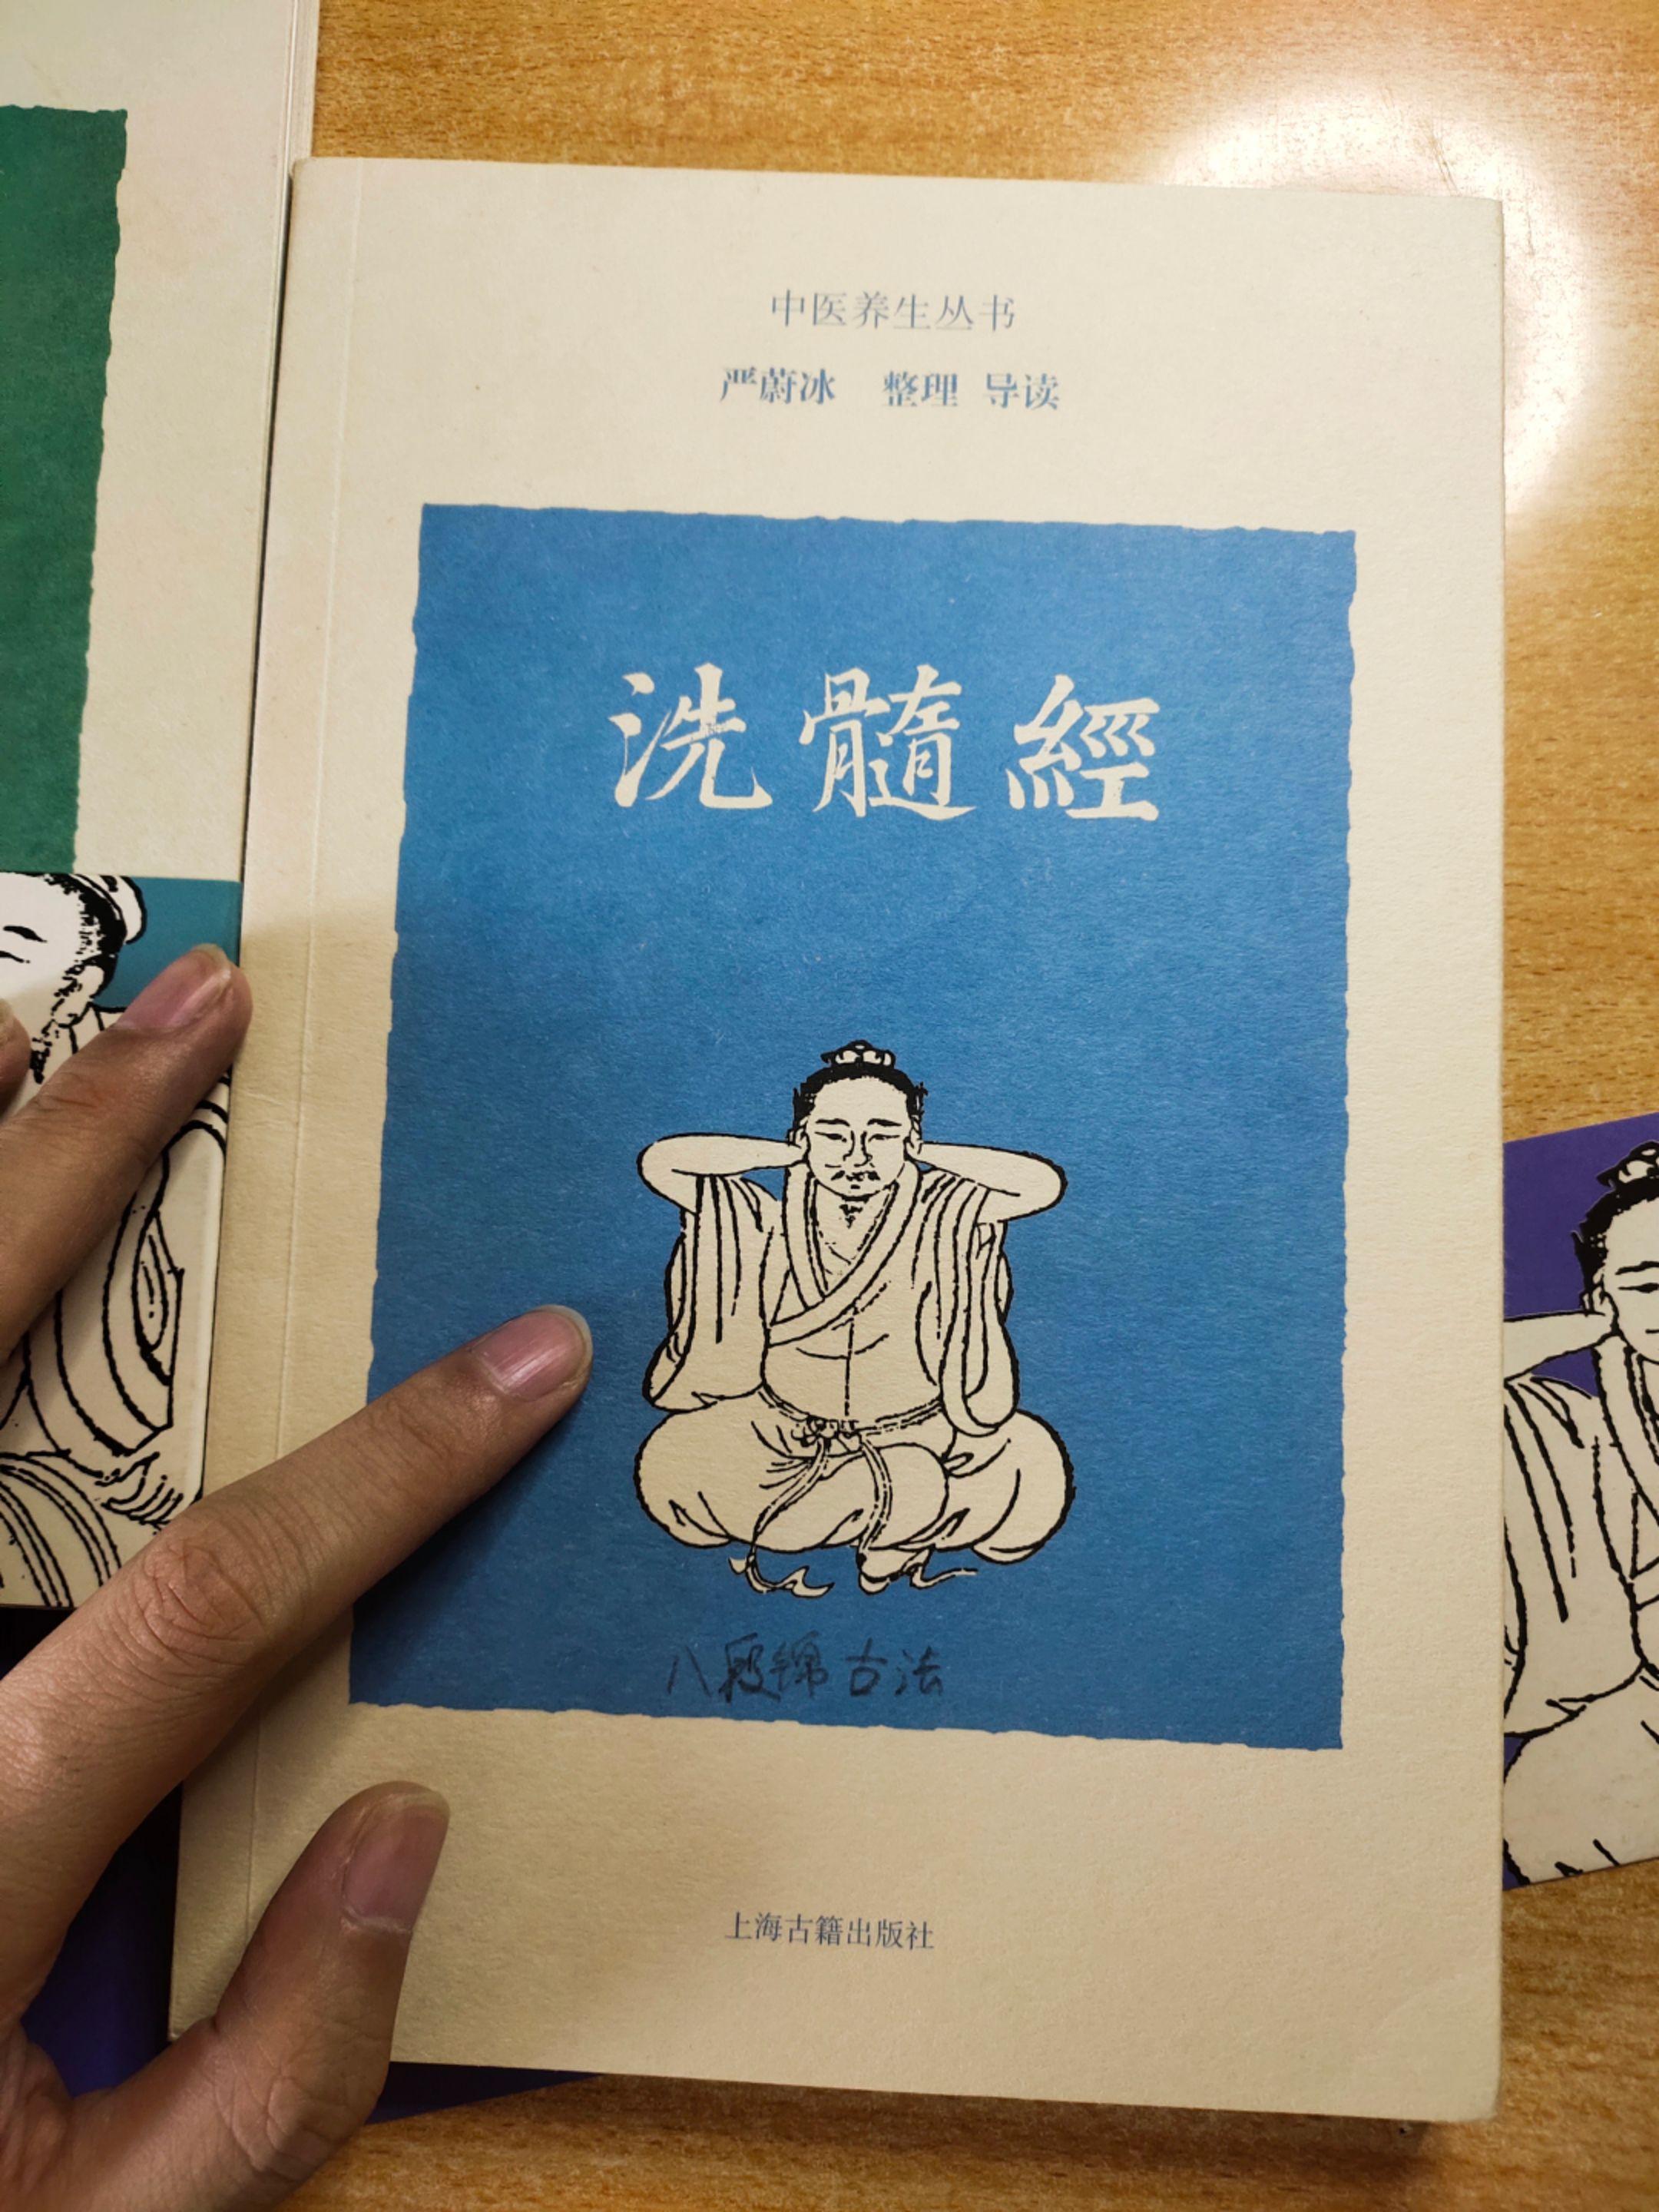 中医养生丛书
严蔚冰 整理 导读
洗髓經
八段锦古法
上海古籍出版社